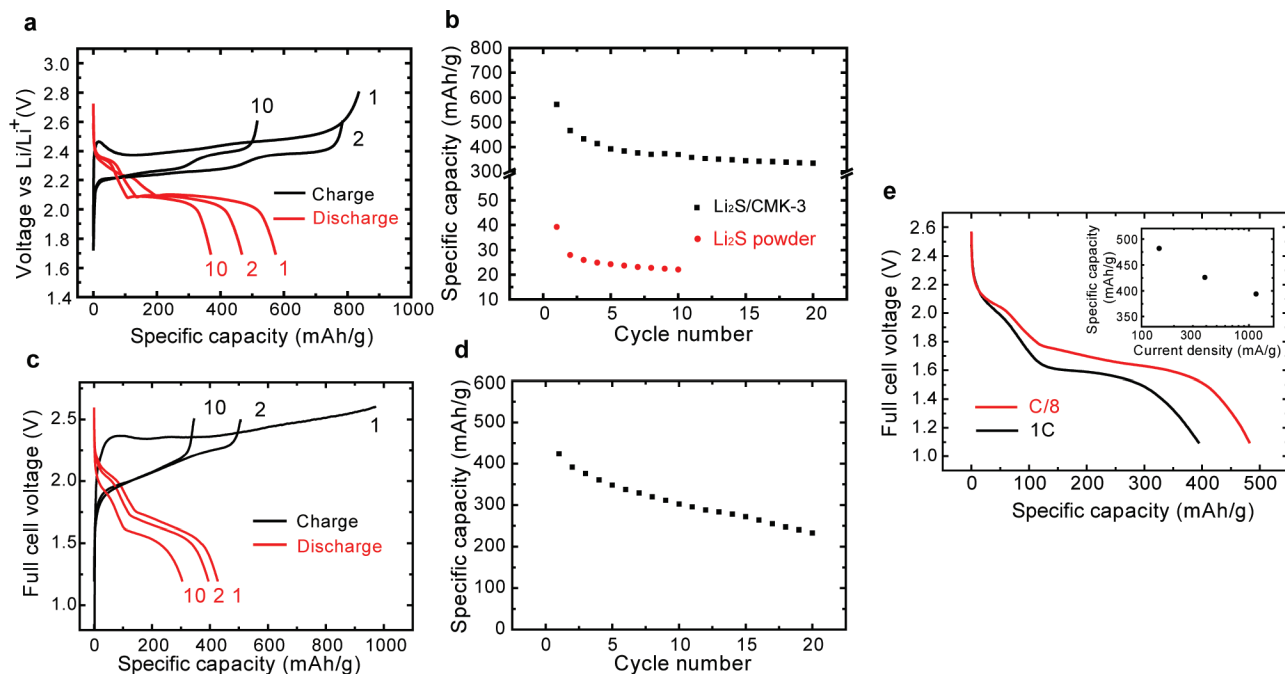 a
Voltage vs Li/Li⁺ (V)
3.0
2.8
2.6
2.4
2.2
2.0
1.8
1.6
1.4
10
1
2
Charge
Discharge
10 2 1
0 200 400 600 800 1000
Specific capacity (mAh/g)
b
Specific capacity (mAh/g)
800
700
600
500
400
300
50
40
30
20
10
Li₂S/CMK-3
Li₂S powder
0 5 10 15 20
Cycle number
c
Full cell voltage (V)
2.5
2.0
1.5
1.0
10 2
1
Charge
Discharge
10 2 1
0 200 400 600 800 1000
Specific capacity (mAh/g)
d
Specific capacity (mAh/g)
600
500
400
300
200
100
0
0 5 10 15 20
Cycle number
e
Full cell voltage (V)
2.6
2.4
2.2
2.0
1.8
1.6
1.4
1.2
1.0
Specific capacity
(mAh/g)
500
450
400
350
100 300 1000
Current density (mA/g)
C/8
1C
0 100 200 300 400 500
Specific capacity (mAh/g)